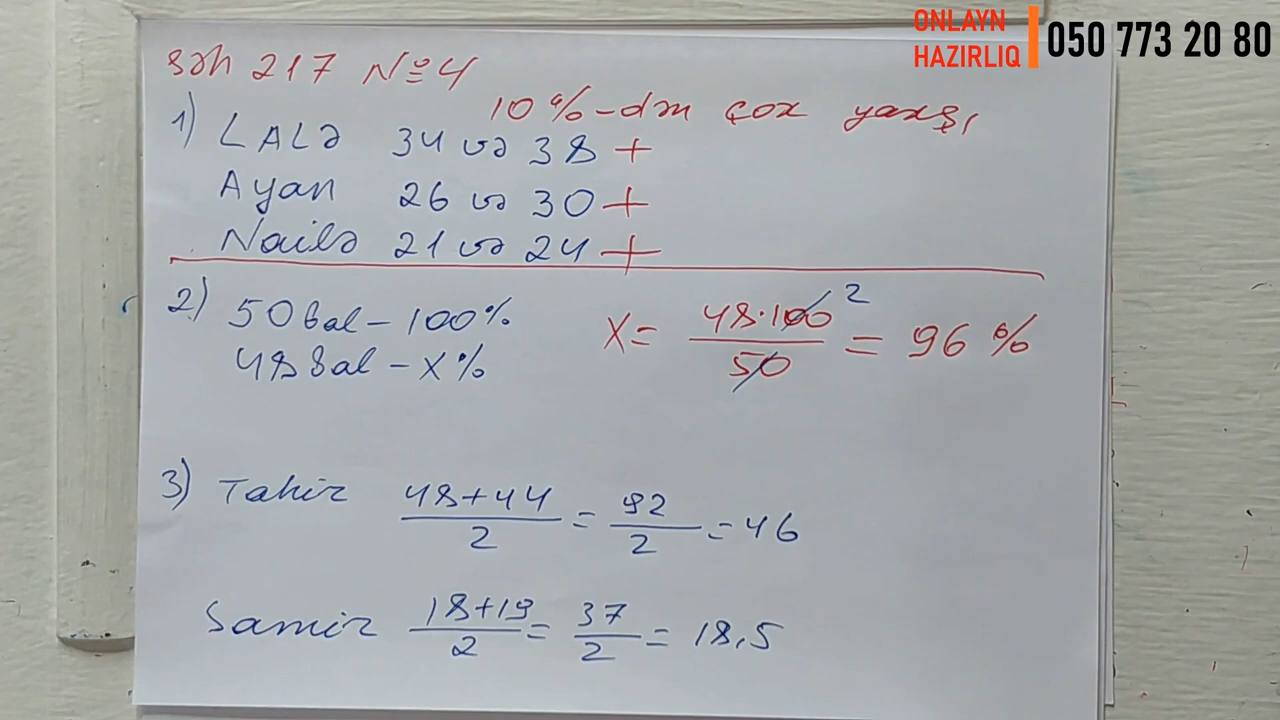 ONLAYN
HAZIRLIQ
050 773 20 80
səh 217 №4
10%-dən çox yaxşı
1) LALƏ 34 və 38 +
Ayan 26 və 30 +
Nailə 21 və 24 +
2) 50 bal - 100%
48 bal - x%
x = 48·100/50 2 = 96 %
3) Tahir 48+44/2 = 92/2 = 46
Samir 18+19/2 = 37/2 = 18,5